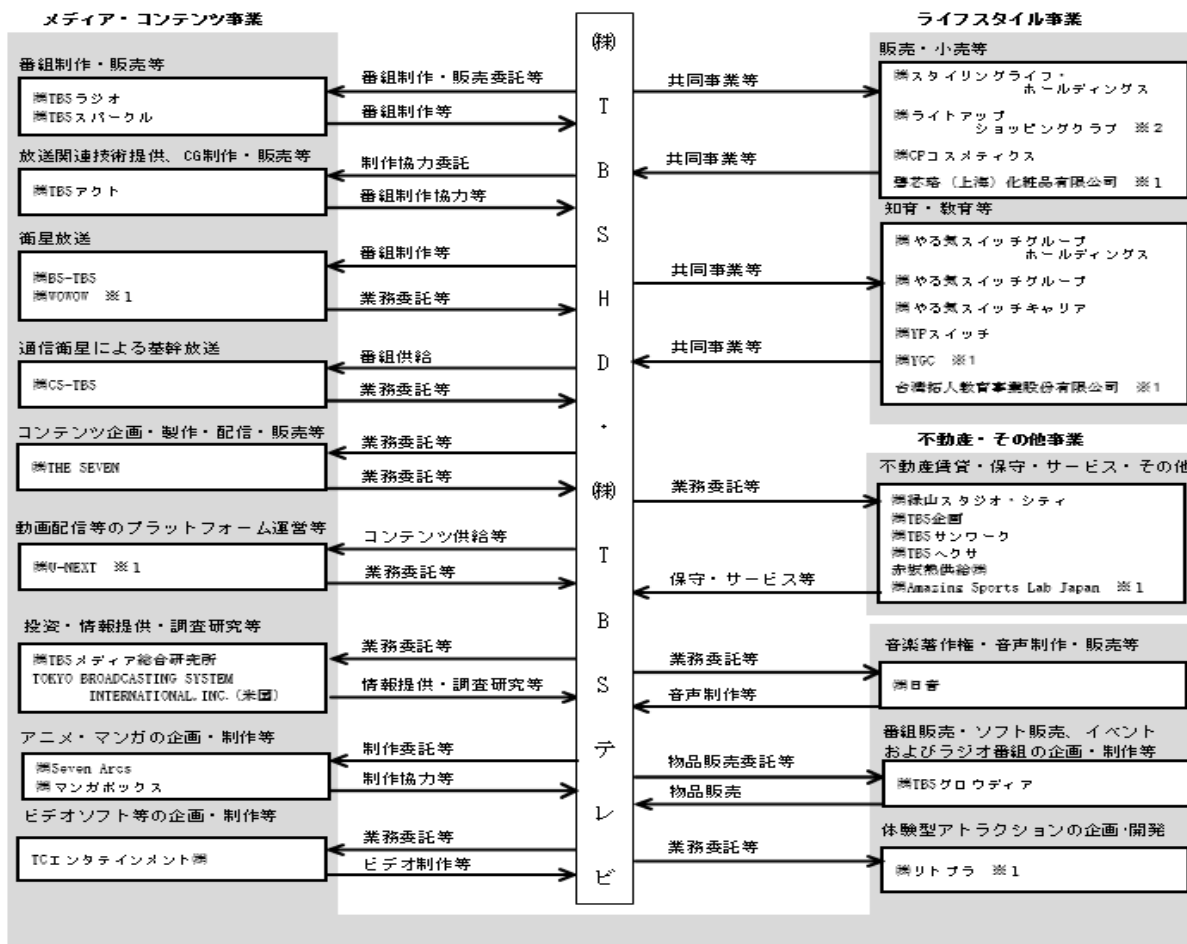 メディア・コンテンツ事業
番組制作・販売等
㈱TBSラジオ
㈱TBSスパークル
番組制作・販売委託等
番組制作等
放送関連技術提供、CG制作・販売等
㈱TBSアクト
制作協力委託
番組制作協力等
衛星放送
㈱BS-TBS
㈱WOWOW ※1
番組制作等
業務委託等
通信衛星による基幹放送
㈱CS-TBS
番組供給
業務委託等
コンテンツ企画・製作・配信・販売等
㈱THE SEVEN
業務委託等
業務委託等
動画配信等のプラットフォーム運営等
㈱U-NEXT ※1
コンテンツ供給等
業務委託等
投資・情報提供・調査研究等
㈱TBSメディア総合研究所
TOKYO BROADCASTING SYSTEM
INTERNATIONAL,INC.(米国)
業務委託等
情報提供・調査研究等
アニメ・マンガの企画・制作等
㈱Seven Arcs
㈱マンガボックス
制作委託等
制作協力等
ビデオソフト等の企画・制作等
TCエンタテインメント㈱
業務委託等
ビデオ制作等
㈱TBSHD・㈱TBSテレビ
ライフスタイル事業
販売・小売等
共同事業等
共同事業等
㈱スタイリングライフ・
ホールディングス
㈱ライトアップ
ショッピングクラブ ※2
㈱CPコスメティクス
(上海)化粧品有限公司 ※1
知育・教育等
共同事業等
共同事業等
㈱やる気スイッチグループ
ホールディングス
㈱やる気スイッチグループ
㈱やる気スイッチキャリア
㈱YPスイッチ
㈱YGC ※1
台湾拓人教育事業股份有限公司 ※1
不動産・その他事業
不動産賃貸・保守・サービス・その他
業務委託等
保守・サービス等
㈱緑山スタジオ・シティ
㈱TBS企画
㈱TBSサンワーク
㈱TBSヘクサ
赤坂熱供給㈱
㈱Amazing Sports Lab Japan ※1
音楽著作権・音声制作・販売等
業務委託等
音声制作等
㈱日音
番組販売・ソフト販売、イベント
およびラジオ番組の企画・制作等
物品販売委託等
物品販売
㈱TBSグロウディア
体験型アトラクションの企画・開発
業務委託等
㈱リトプラ ※1